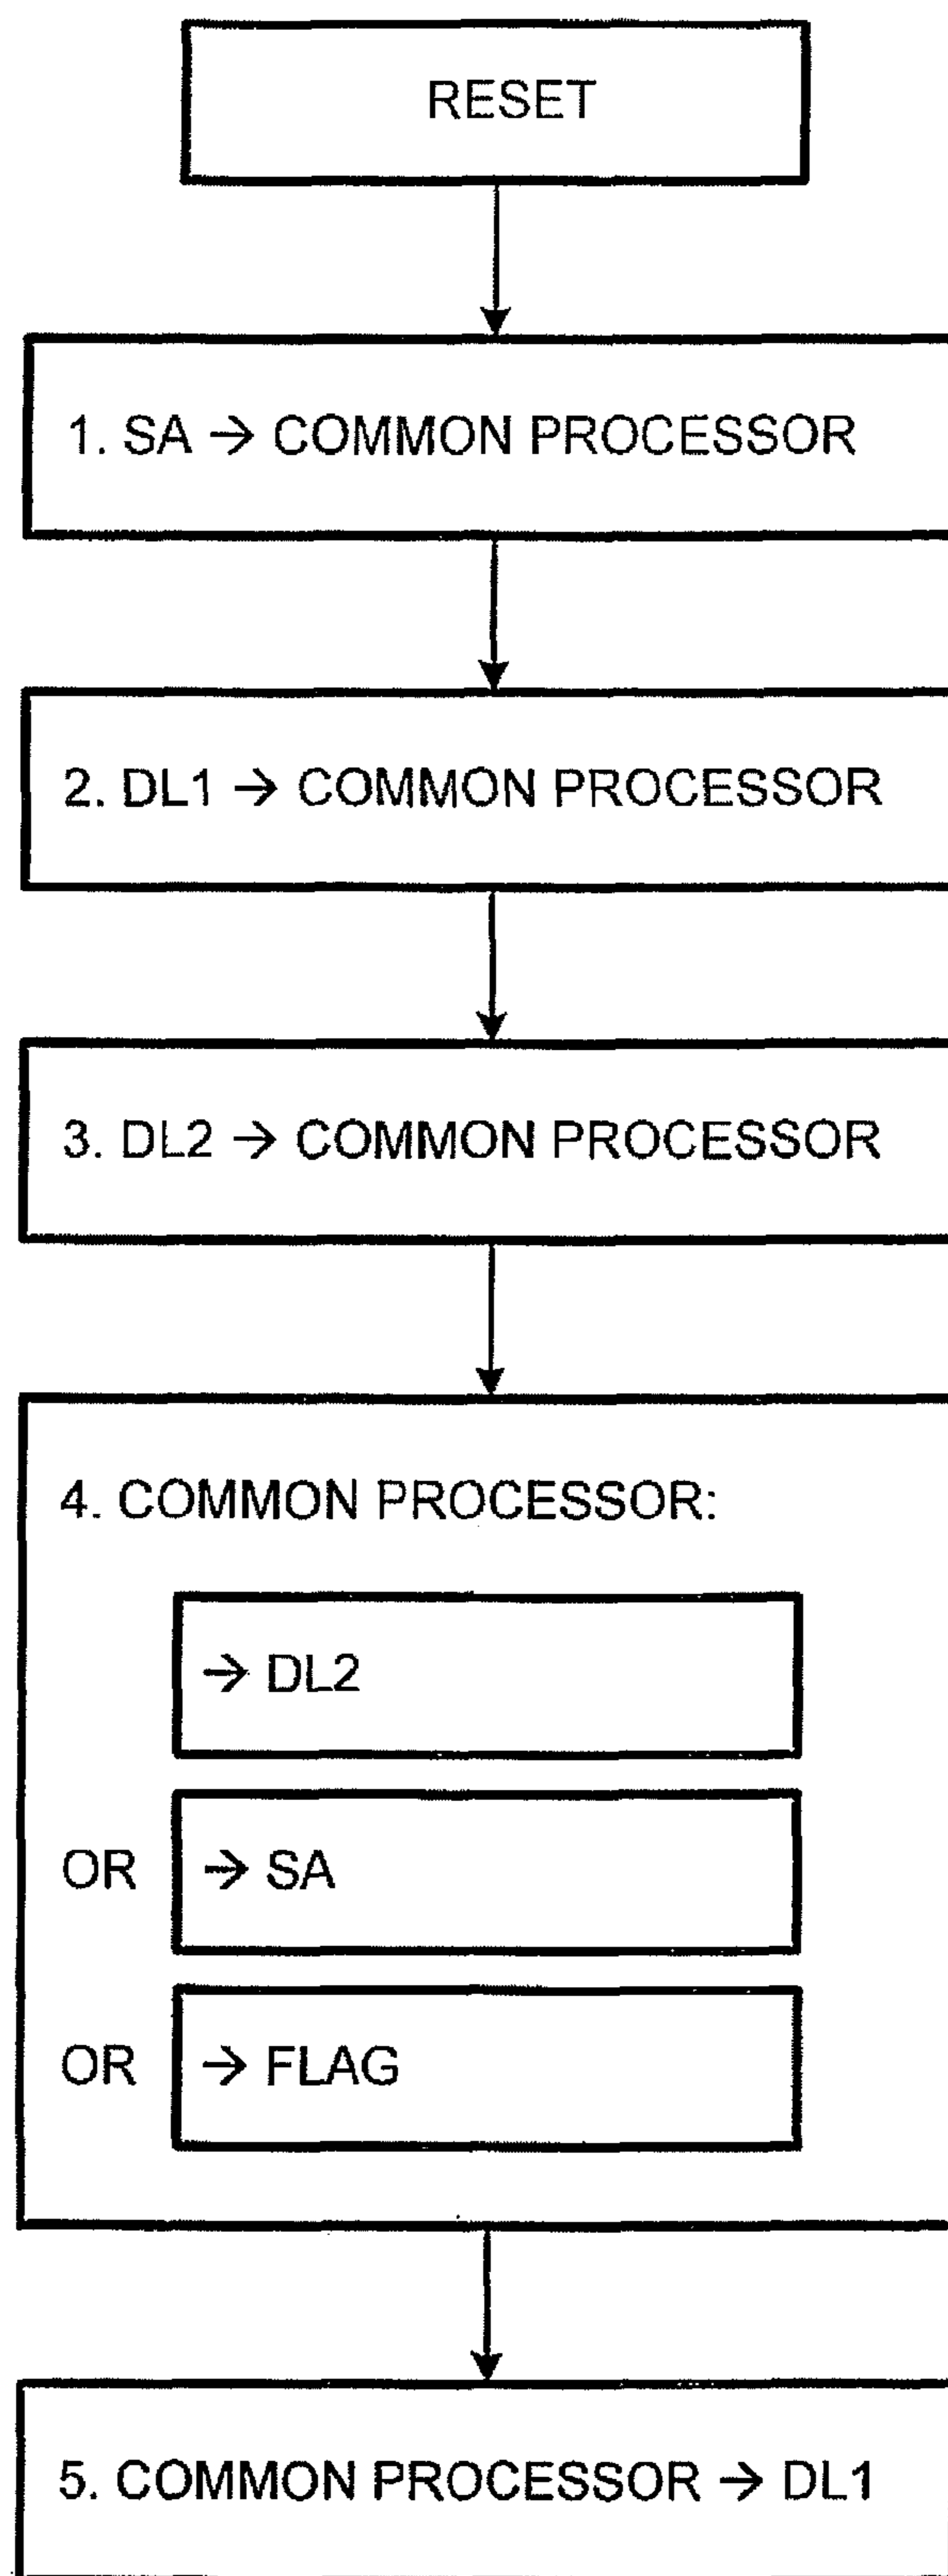 RESET
1. SA → COMMON PROCESSOR
2. DL1 → COMMON PROCESSOR
3. DL2 → COMMON PROCESSOR
4. COMMON PROCESSOR:
→ DL2
OR → SA
OR → FLAG
5. COMMON PROCESSOR → DL1